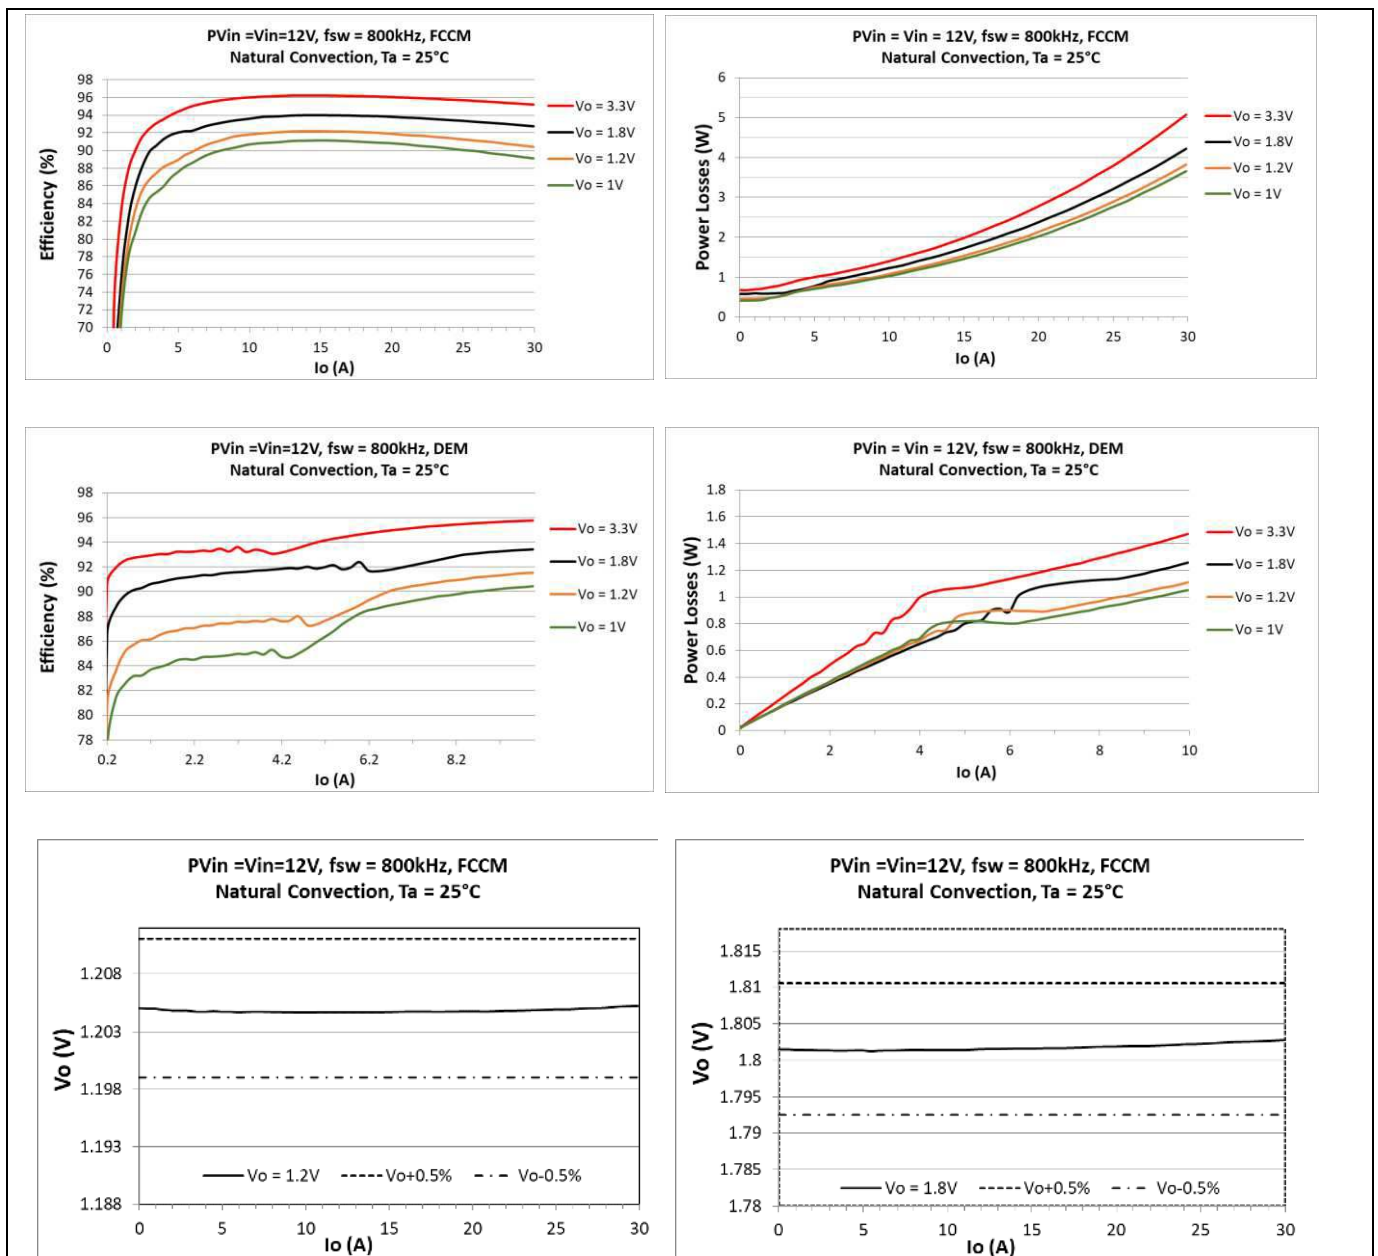 PVin =Vin=12V, fsw = 800kHz, FCCM
Natural Convection, Ta = 25°C
98
96
94
92
90
88
86
84
82
80
78
76
74
72
70
Efficiency (%)
0 5 10 15 20 25 30
Io (A)
Vo = 3.3V
Vo = 1.8V
Vo = 1.2V
Vo = 1V
PVin = Vin = 12V, fsw = 800kHz, FCCM
Natural Convection, Ta = 25°C
6
5
4
3
2
1
0
Power Losses (W)
0 5 10 15 20 25 30
Io (A)
Vo = 3.3V
Vo = 1.8V
Vo = 1.2V
Vo = 1V
PVin =Vin=12V, fsw = 800kHz, DEM
Natural Convection, Ta = 25°C
98
96
94
92
90
88
86
84
82
80
78
Efficiency (%)
0.2 2.2 4.2 6.2 8.2
Io (A)
Vo = 3.3V
Vo = 1.8V
Vo = 1.2V
Vo = 1V
PVin = Vin = 12V, fsw = 800kHz, DEM
Natural Convection, Ta = 25°C
1.8
1.6
1.4
1.2
1
0.8
0.6
0.4
0.2
0
Power Losses (W)
0 2 4 6 8 10
Io (A)
Vo = 3.3V
Vo = 1.8V
Vo = 1.2V
Vo = 1V
PVin =Vin=12V, fsw = 800kHz, FCCM
Natural Convection, Ta = 25°C
1.208
1.203
1.198
1.193
1.188
Vo (V)
Vo = 1.2V Vo+0.5% Vo-0.5%
0 5 10 15 20 25 30
Io (A)
PVin =Vin=12V, fsw = 800kHz, FCCM
Natural Convection, Ta = 25°C
1.815
1.81
1.805
1.8
1.795
1.79
1.785
1.78
Vo (V)
Vo = 1.8V Vo+0.5% Vo-0.5%
0 5 10 15 20 25 30
Io (A)